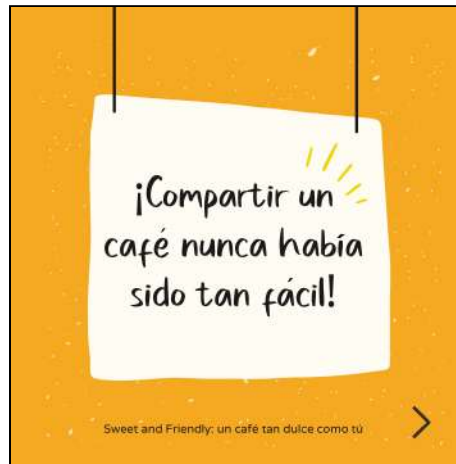 ¡Compartir un
café nunca había
sido tan fácil!
Sweet and Friendly: un café tan dulce como tú